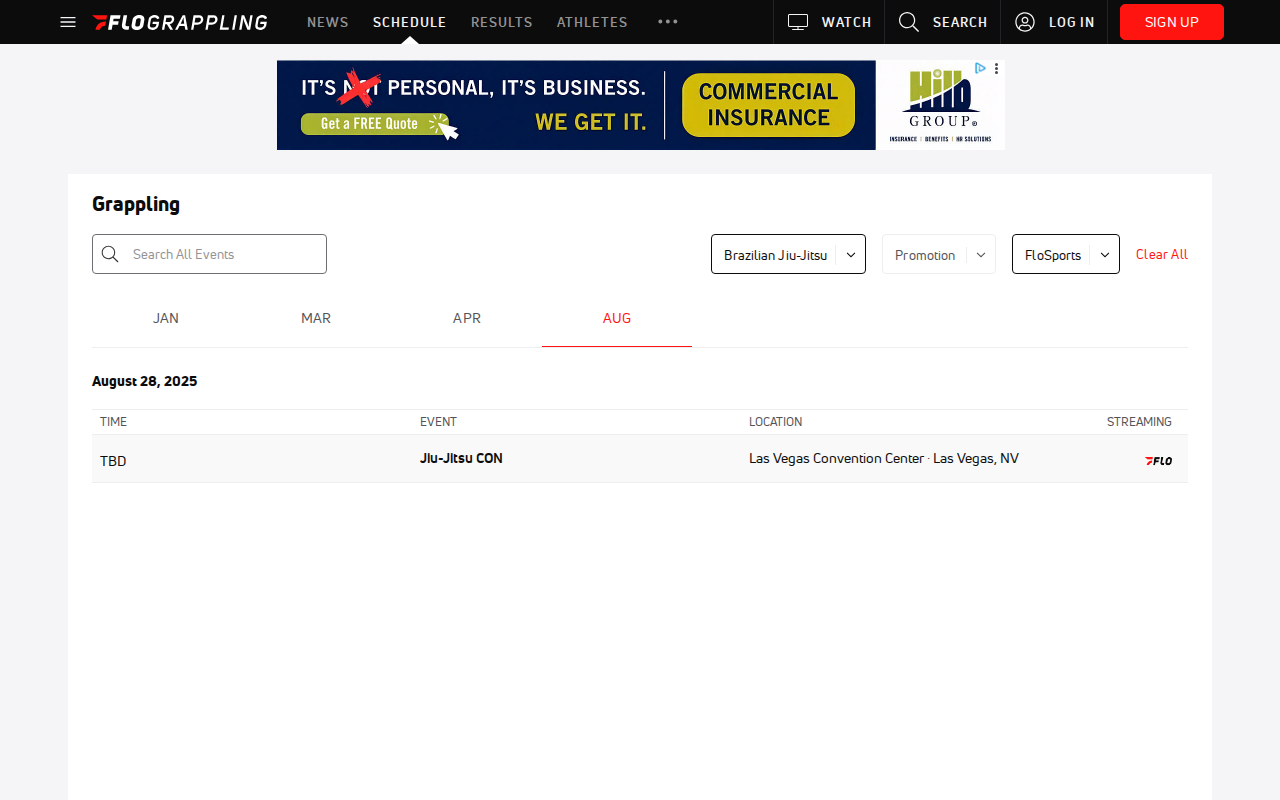 FLOGRAPPLING NEWS SCHEDULE RESULTS ATHLETES WATCH SEARCH LOG IN SIGN UP
IT'S NOT PERSONAL, IT'S BUSINESS.
Get a FREE Quote
WE GET IT.
COMMERCIAL
INSURANCE
Hill
GROUP
INSURANCE | BENEFITS | HR SOLUTIONS
Grappling
Search All Events
Brazilian Jiu-Jitsu
Promotion
FloSports
Clear All
JAN MAR APR AUG
August 28, 2025
TIME EVENT LOCATION STREAMING
TBD Jiu-Jitsu CON Las Vegas Convention Center · Las Vegas, NV FLO